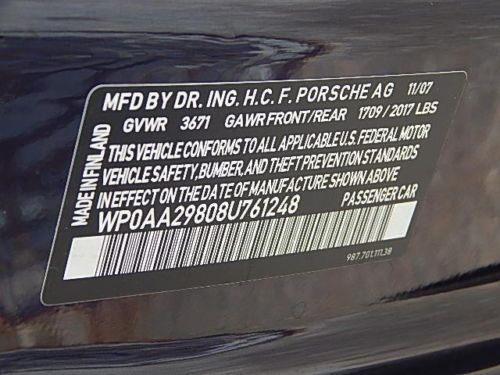 MFD BY DR. ING. H.C. F. PORSCHE AG 11/07
GVWR 3671 GAWR FRONT/REAR 1709 / 2017 LBS
THIS VEHICLE CONFORMS TO ALL APPLICABLE U.S. FEDERAL MOTOR
VEHICLE SAFETY, BUMPER, AND THEFT PREVENTION STANDARDS
IN EFFECT ON THE DATE OF MANUFACTURE SHOWN ABOVE
WP0AA29808U761248 PASSENGER CAR
987.701.111.38
MADE IN FINLAND